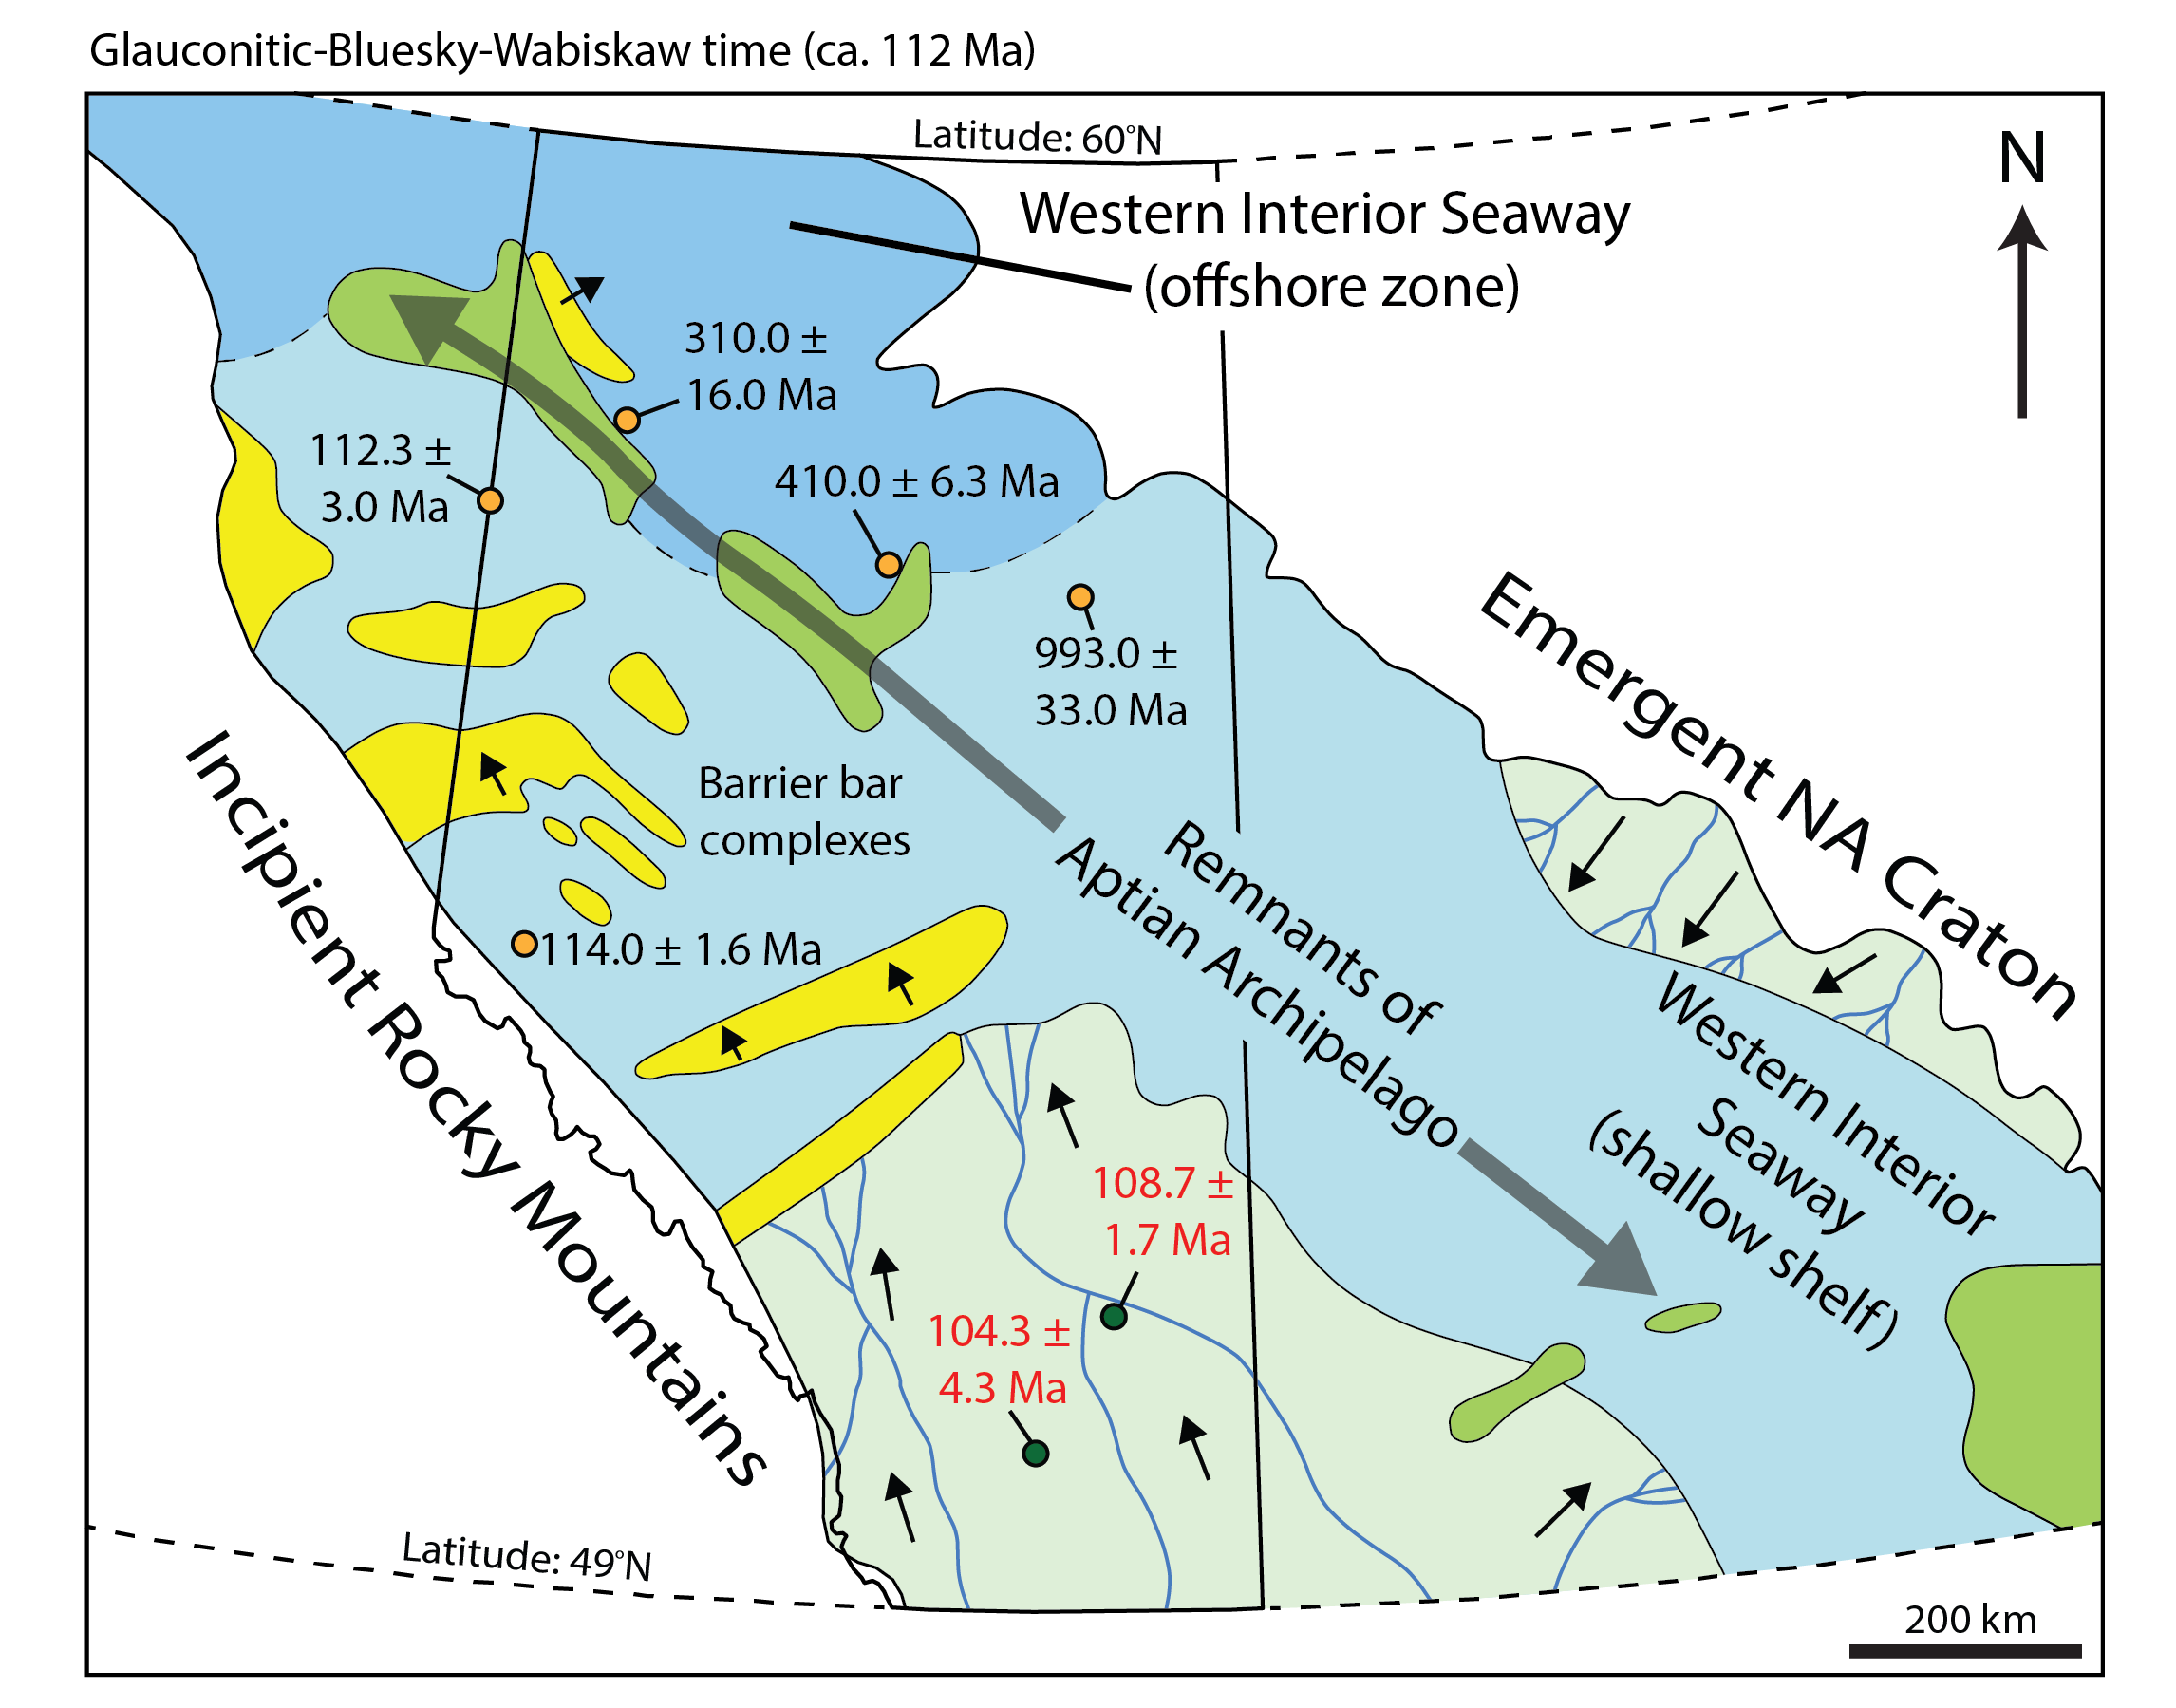 Glauconitic-Bluesky-Wabiskaw time (ca. 112 Ma)
Latitude: 60°N
N
Western Interior Seaway
(offshore zone)
310.0 ±
16.0 Ma
112.3 ±
3.0 Ma
410.0 ± 6.3 Ma
993.0 ±
33.0 Ma
Emergent NA Craton
Barrier bar
complexes
Incipient Rocky Mountains
114.0 ± 1.6 Ma
Remnants of
Aptian Archipelago
Western Interior
Seaway
(shallow shelf)
108.7 ±
1.7 Ma
104.3 ±
4.3 Ma
Latitude: 49°N
200 km